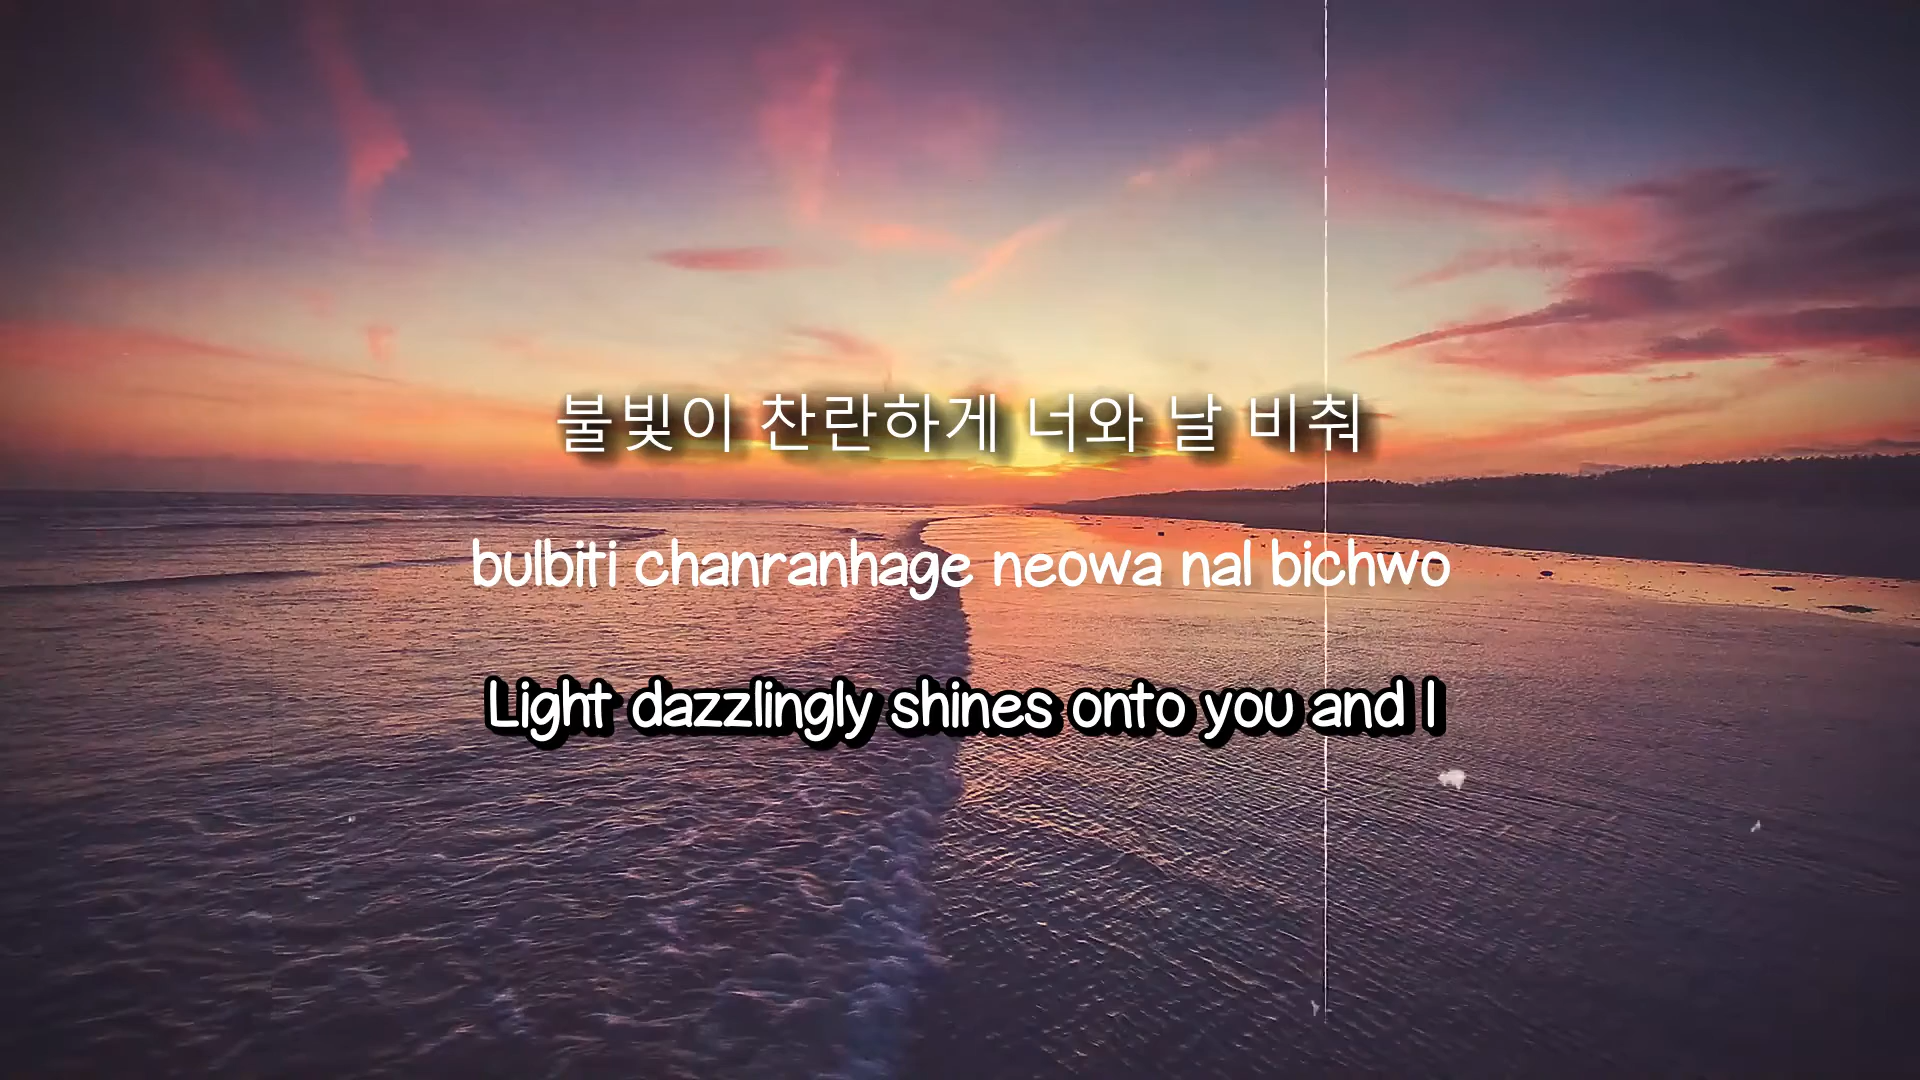 불빛이 찬란하게 너와 날 비춰
bulbiti chanranhage neowa nal bichwo
Light dazzlingly shines onto you and I